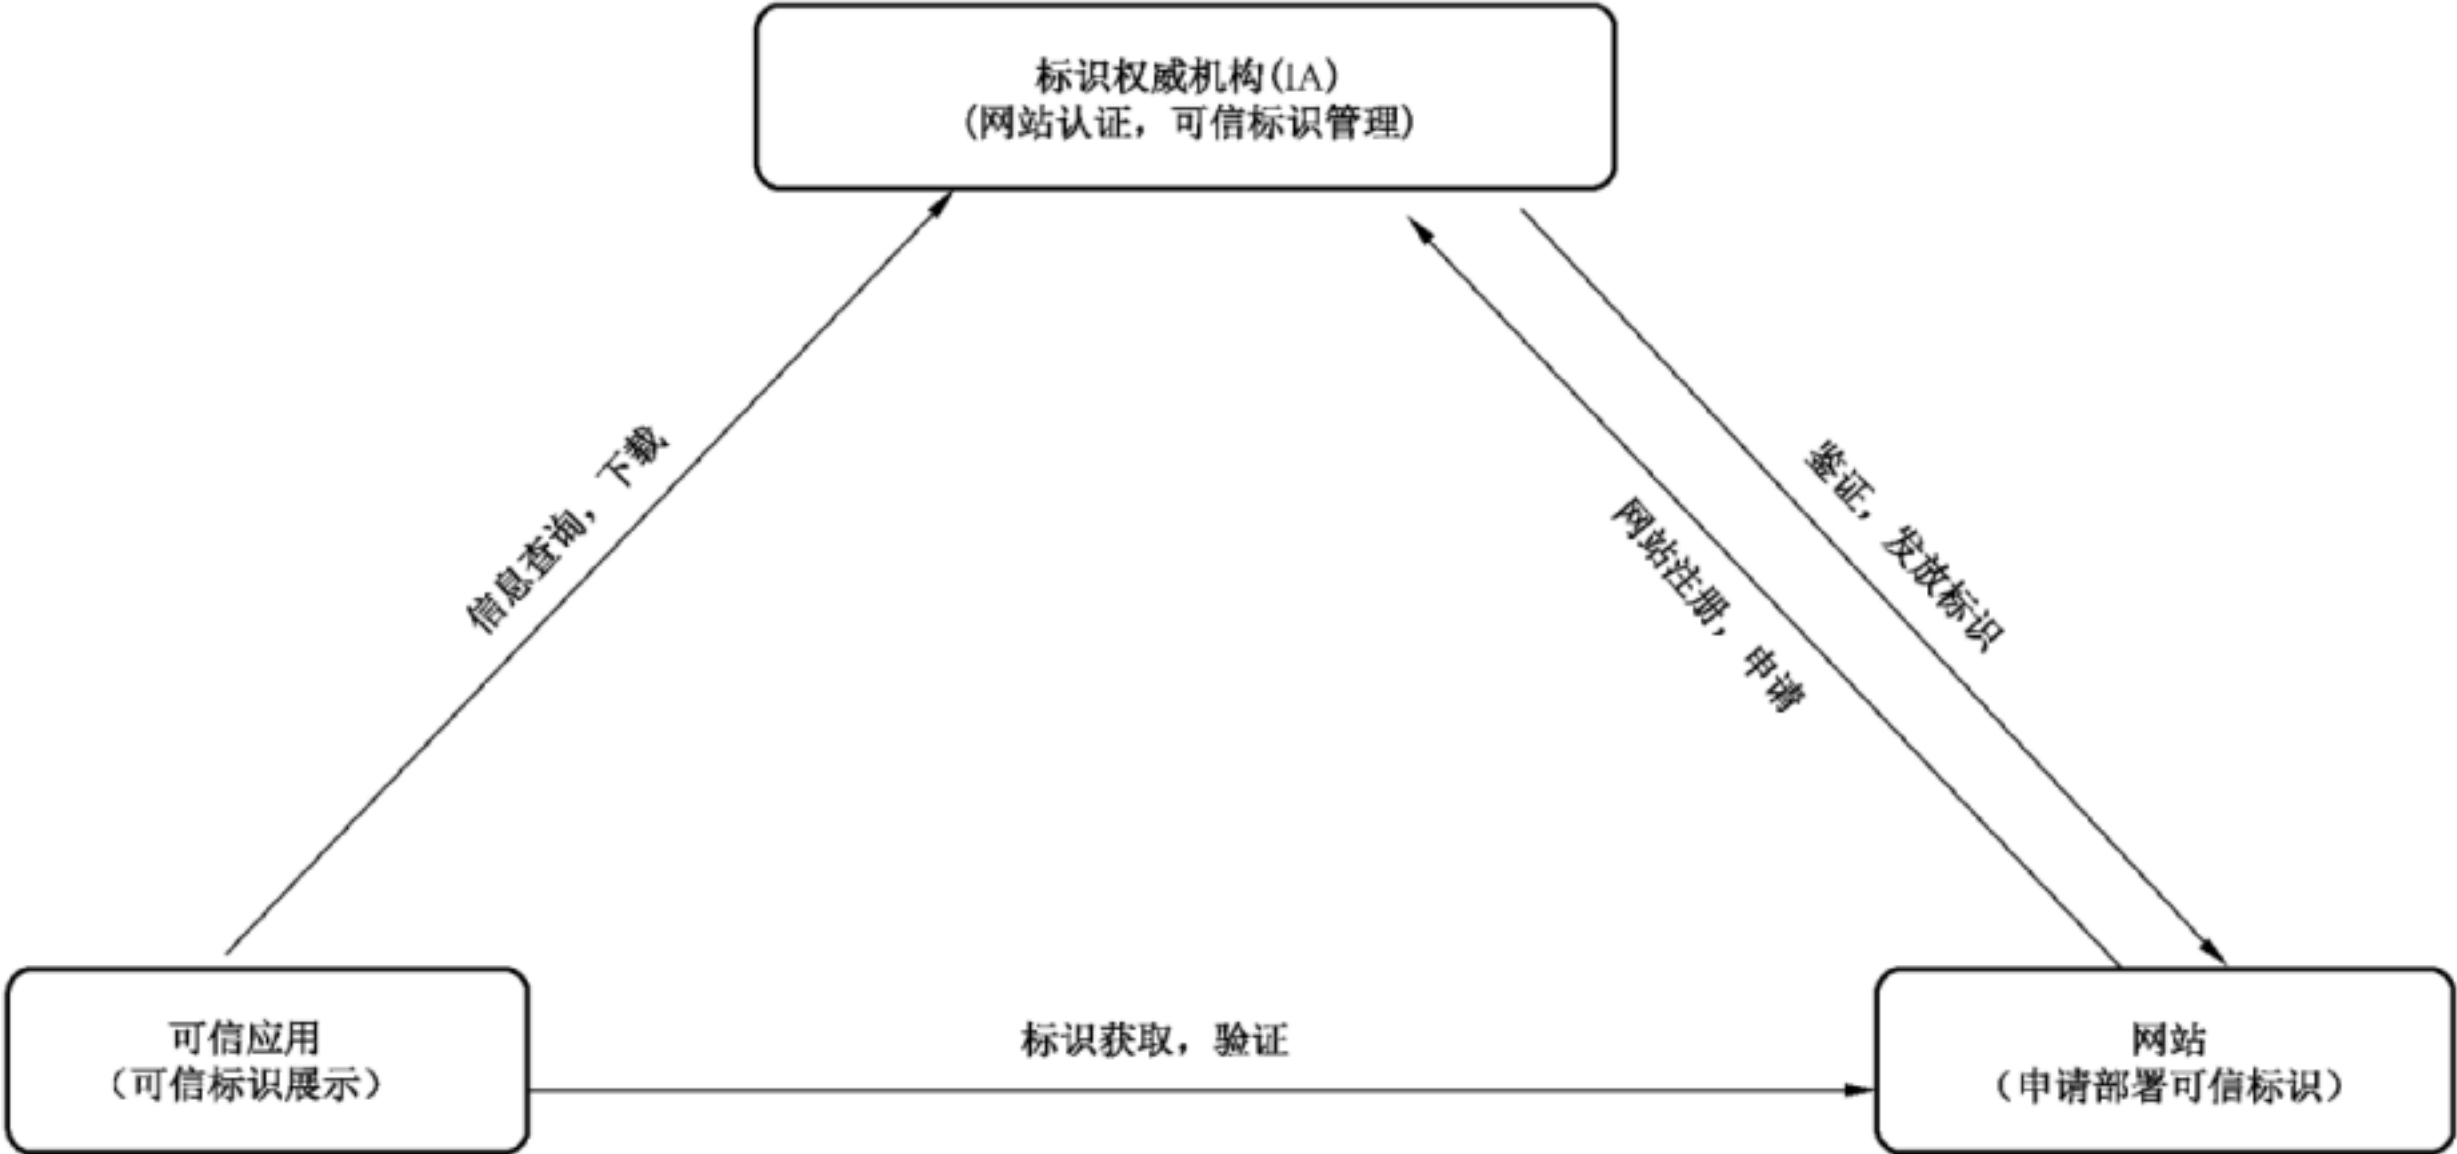 标识权威机构(IA)
(网站认证，可信标识管理)
信息查询，下载
鉴证，发放标识
网站注册，申请
可信应用
（可信标识展示）
标识获取，验证
网站
（申请部署可信标识）